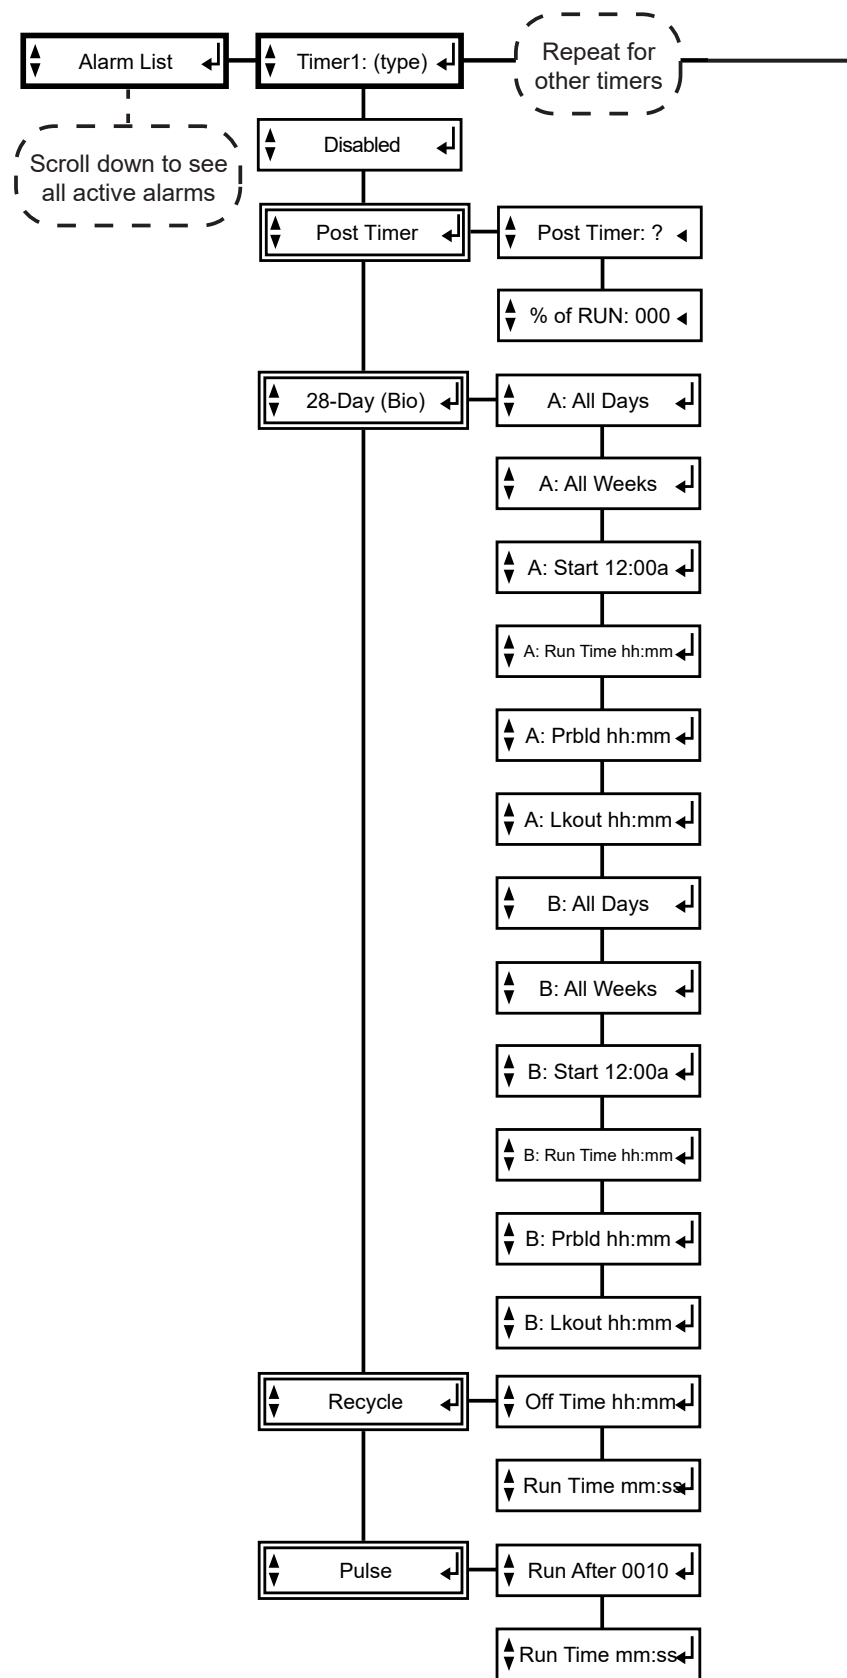 Alarm List
Timer1: (type)
Repeat for
other timers
Scroll down to see
all active alarms
Disabled
Post Timer
Post Timer: ?
% of RUN: 000
28-Day (Bio)
A: All Days
A: All Weeks
A: Start 12:00a
A: Run Time hh:mm
A: Prbld hh:mm
A: Lkout hh:mm
B: All Days
B: All Weeks
B: Start 12:00a
B: Run Time hh:mm
B: Prbld hh:mm
B: Lkout hh:mm
Recycle
Off Time hh:mm
Run Time mm:ss
Pulse
Run After 0010
Run Time mm:ss